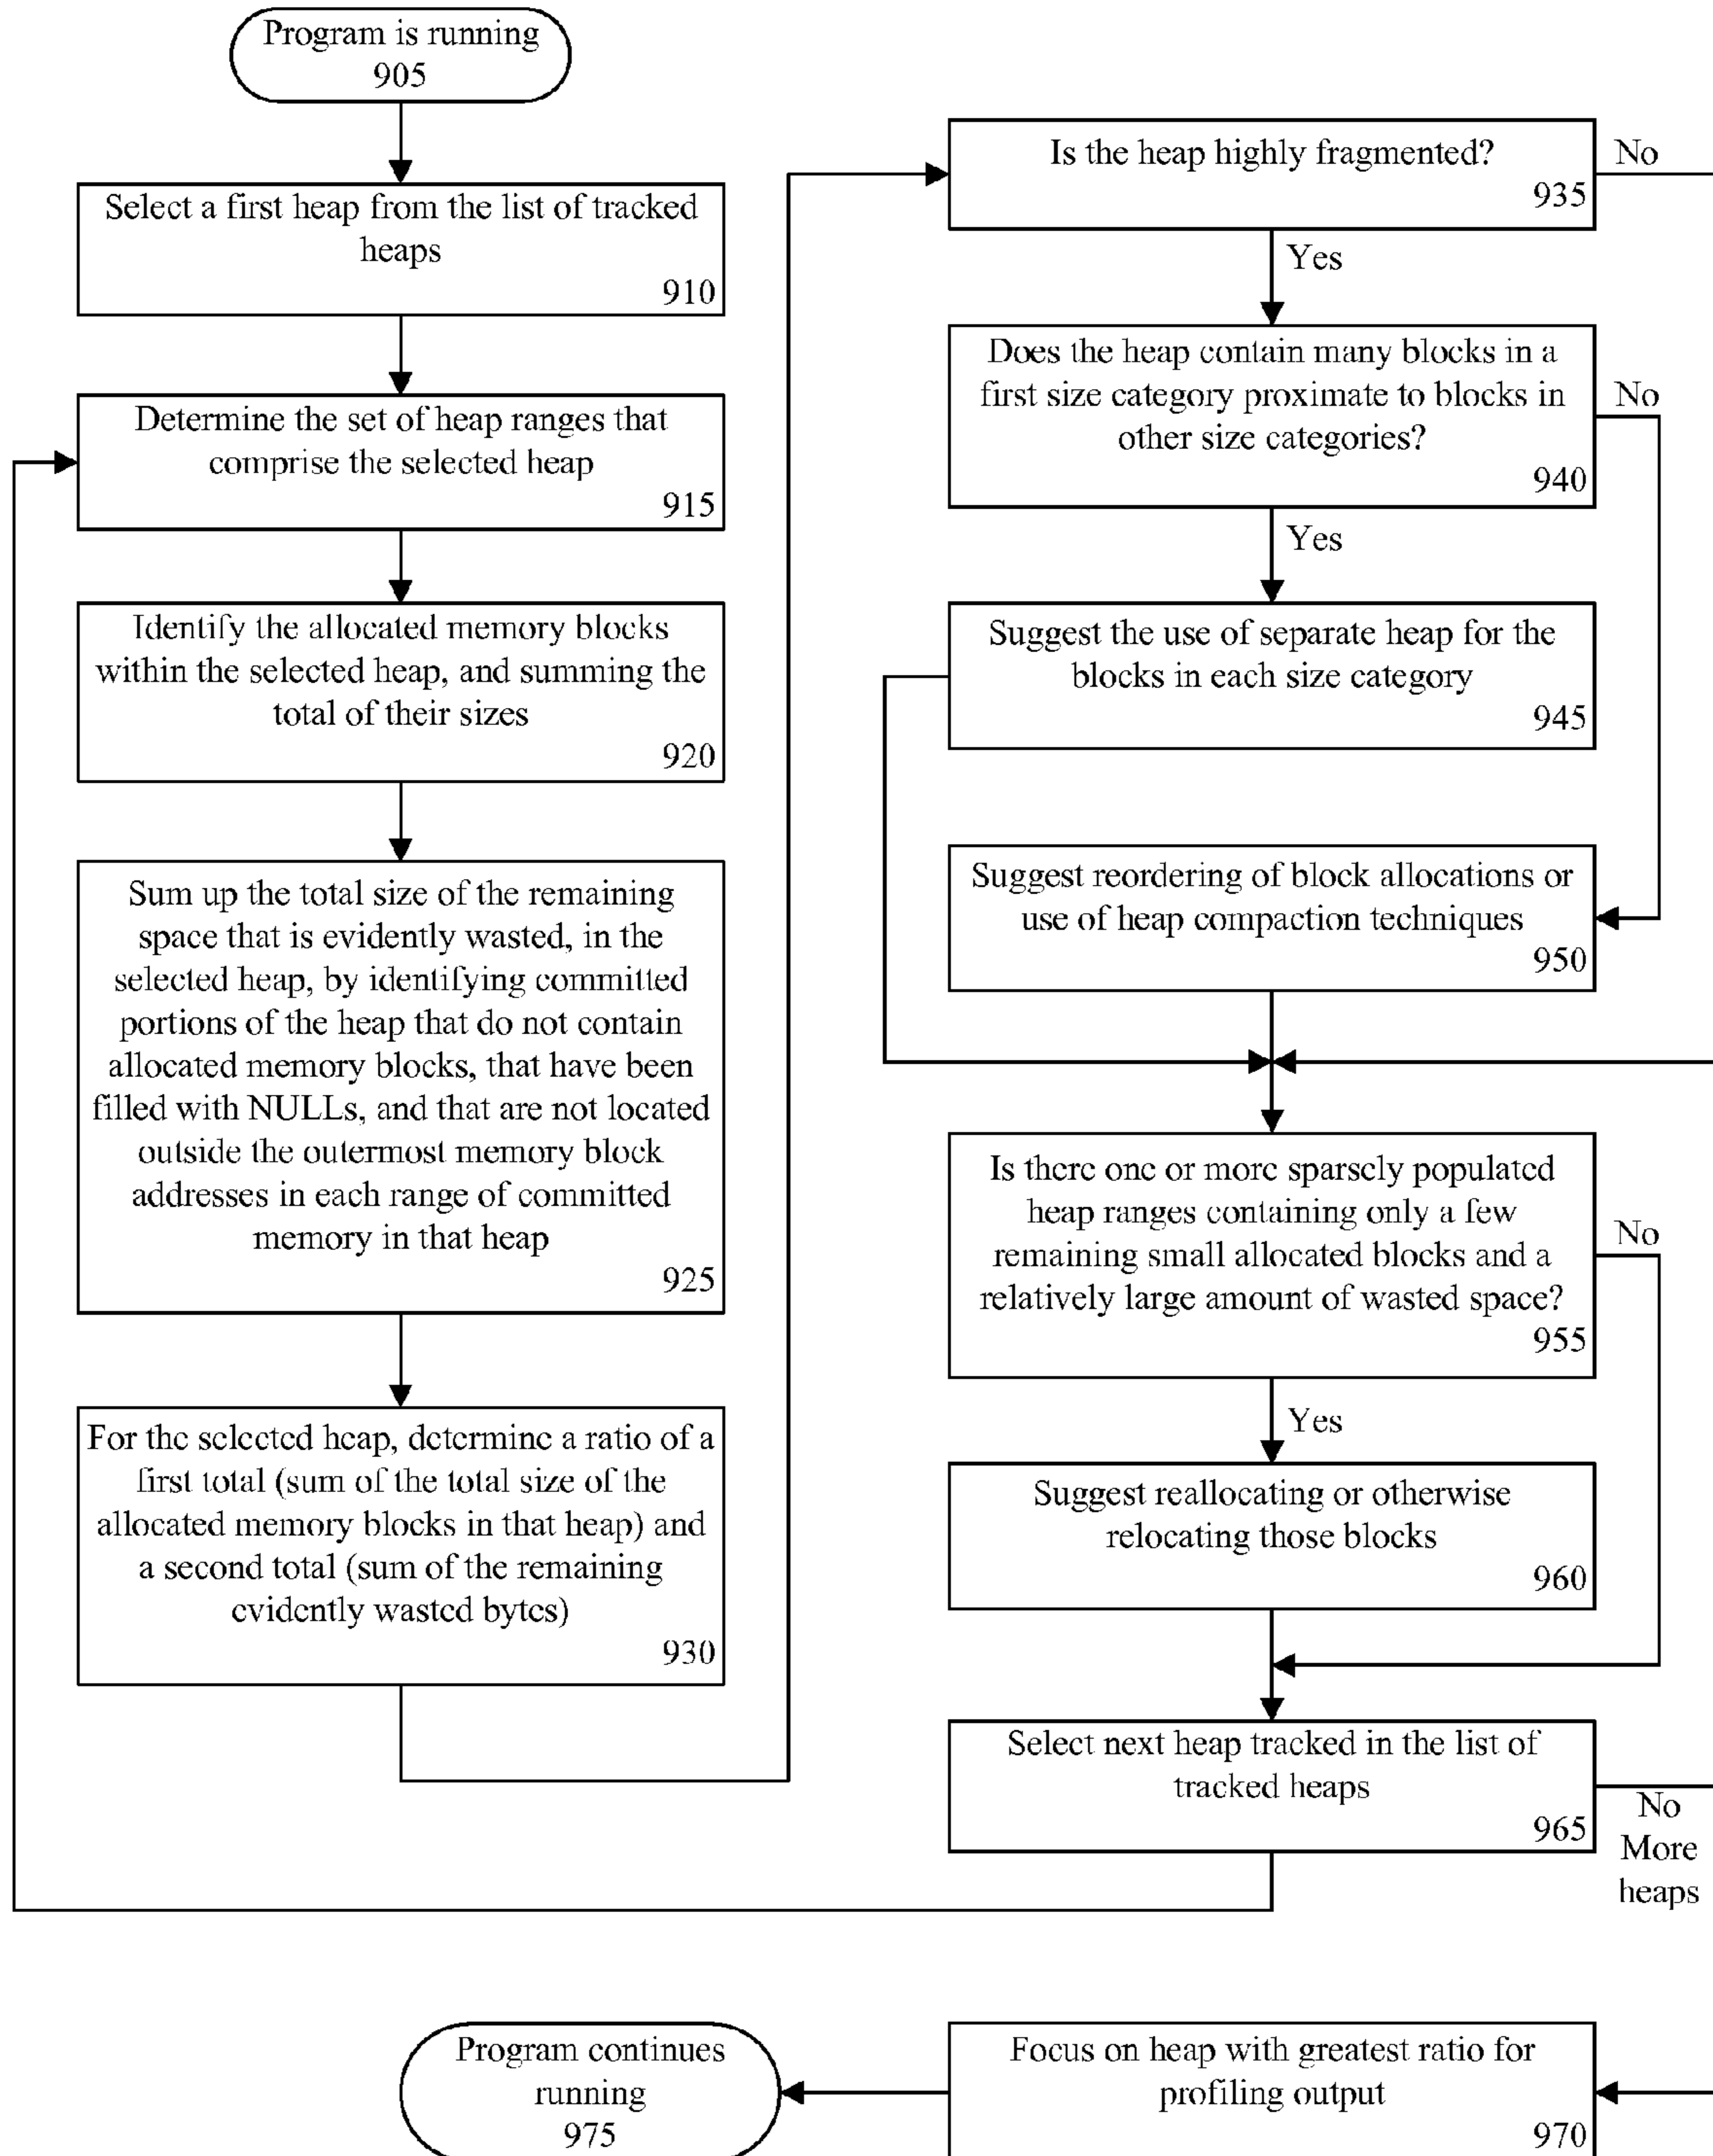 Program is running
905
Select a first heap from the list of tracked
heaps
910
Determine the set of heap ranges that
comprise the selected heap
915
Identify the allocated memory blocks
within the selected heap, and summing the
total of their sizes
920
Sum up the total size of the remaining
space that is evidently wasted, in the
selected heap, by identifying committed
portions of the heap that do not contain
allocated memory blocks, that have been
filled with NULLs, and that are not located
outside the outermost memory block
addresses in each range of committed
memory in that heap
925
For the selected heap, determine a ratio of a
first total (sum of the total size of the
allocated memory blocks in that heap) and
a second total (sum of the remaining
evidently wasted bytes)
930
Is the heap highly fragmented?
935
No
Yes
Does the heap contain many blocks in a
first size category proximate to blocks in
other size categories?
940
No
Yes
Suggest the use of separate heap for the
blocks in each size category
945
Suggest reordering of block allocations or
use of heap compaction techniques
950
Is there one or more sparsely populated
heap ranges containing only a few
remaining small allocated blocks and a
relatively large amount of wasted space?
955
No
Yes
Suggest reallocating or otherwise
relocating those blocks
960
Select next heap tracked in the list of
tracked heaps
965
No
More
heaps
Focus on heap with greatest ratio for
profiling output
970
Program continues
running
975